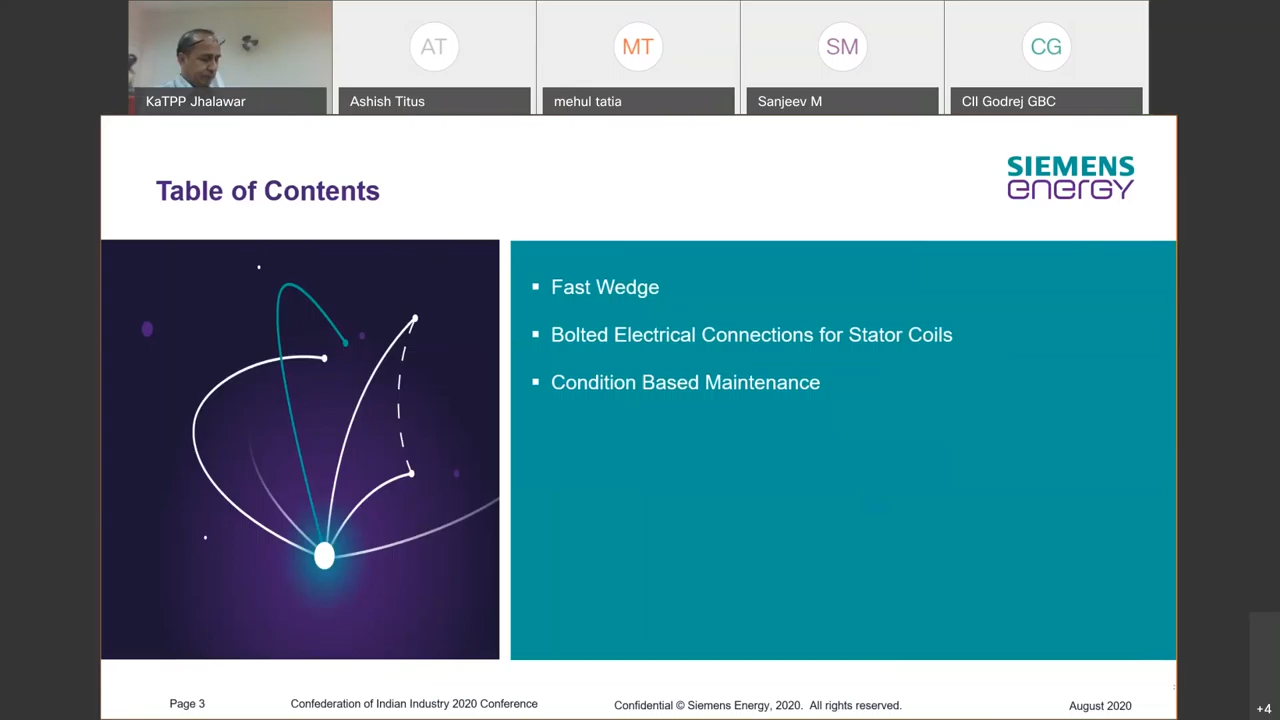 AT
MT
SM
CG
KaTPP Jhalawar
Ashish Titus
mehul tatia
Sanjeev M
CII Godrej GBC
Table of Contents
SIEMENS
energy
▪ Fast Wedge
▪ Bolted Electrical Connections for Stator Coils
▪ Condition Based Maintenance
Page 3
Confederation of Indian Industry 2020 Conference
Confidential © Siemens Energy, 2020. All rights reserved.
August 2020
+4